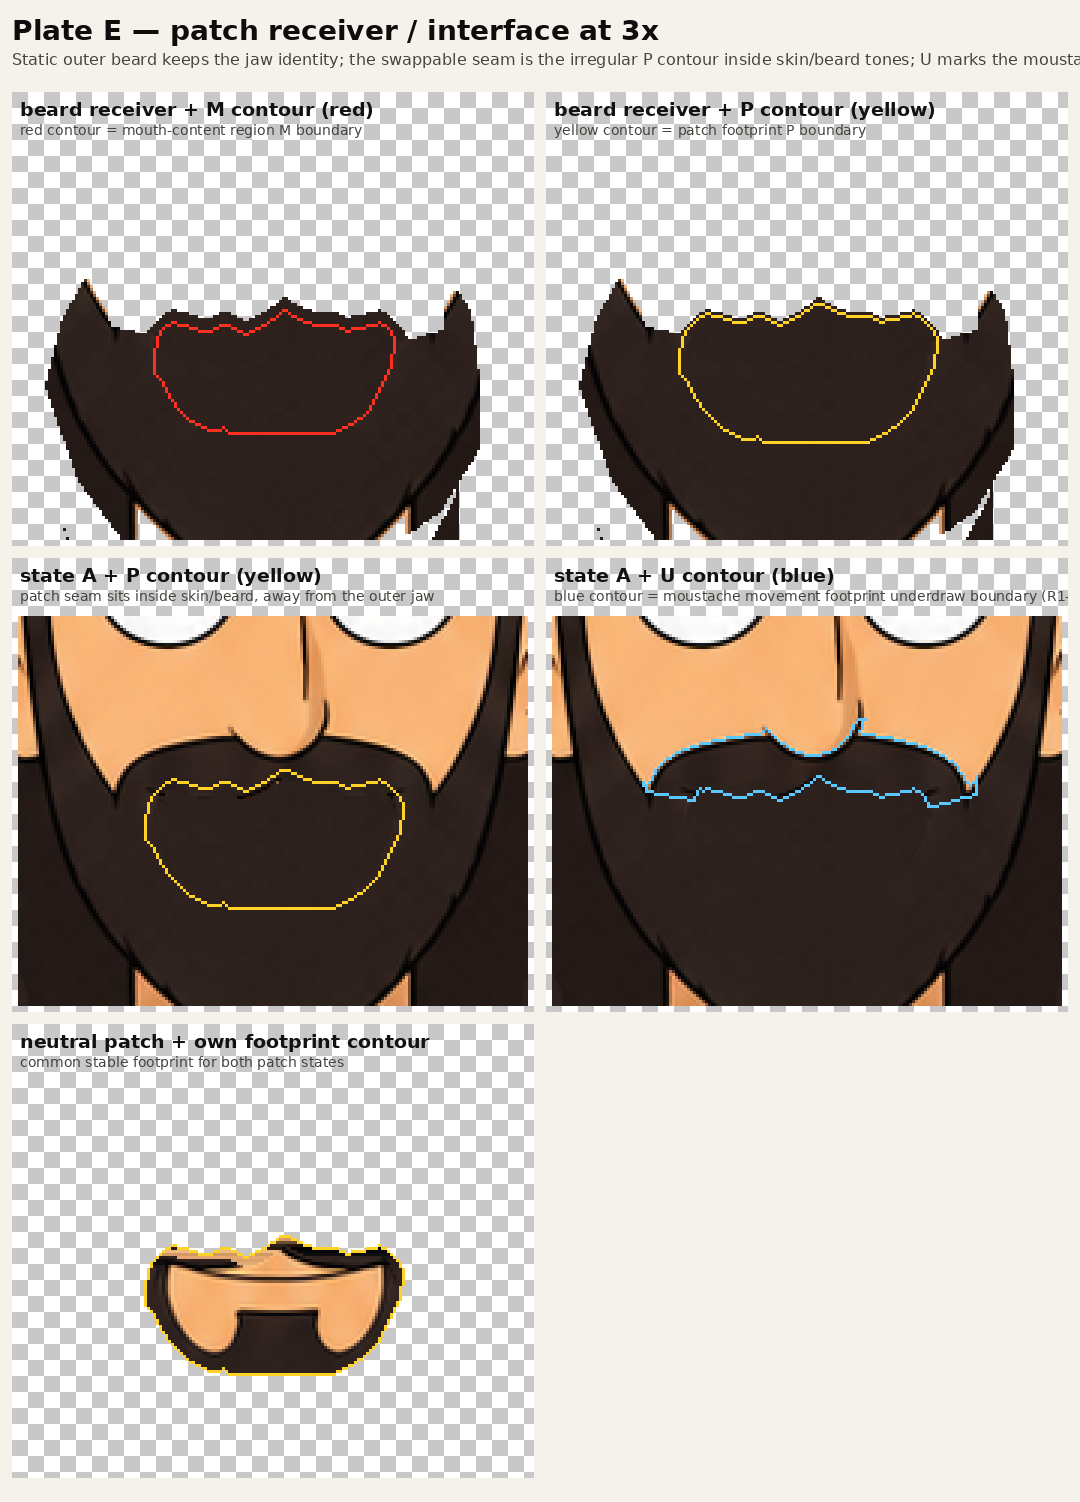 Plate E — patch receiver / interface at 3x
Static outer beard keeps the jaw identity; the swappable seam is the irregular P contour inside skin/beard tones; U marks the
beard receiver + M contour (red)
red contour = mouth-content region M boundary
beard receiver + P contour (yellow)
yellow contour = patch footprint P boundary
state A + P contour (yellow)
patch seam sits inside skin/beard, away from the outer jaw
state A + U contour (blue)
blue contour = moustache movement footprint underdraw boundary (R1-
neutral patch + own footprint contour
common stable footprint for both patch states